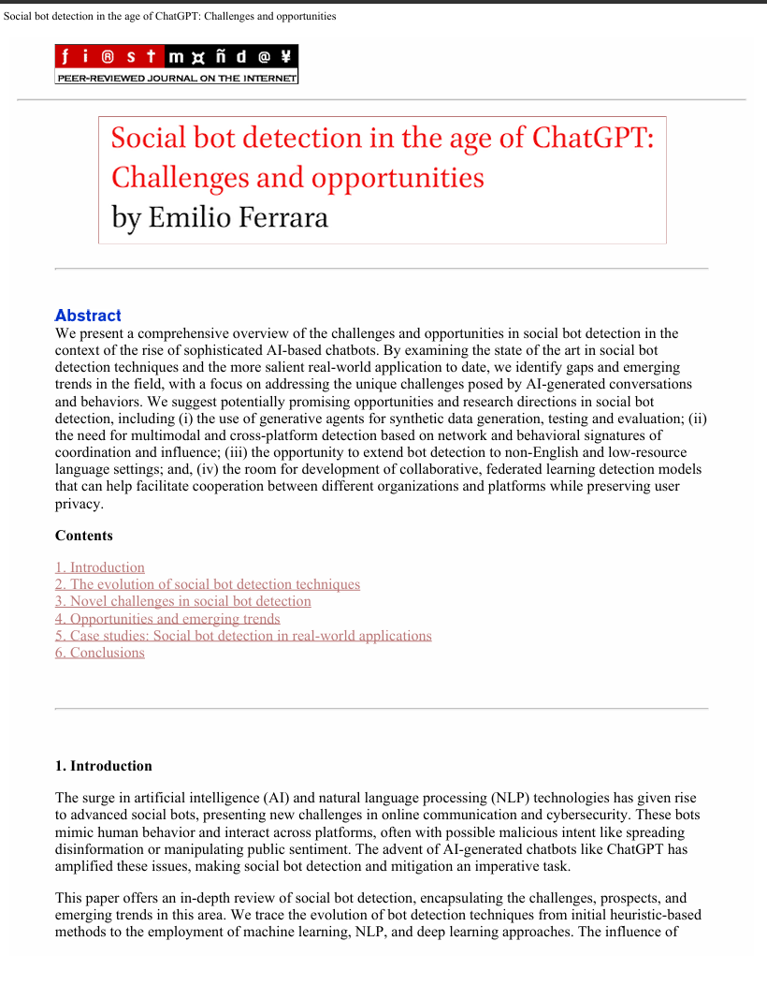 Social bot detection in the age of ChatGPT: Challenges and opportunities
ƒ i ® s † m ¤ ñ d @ ¥
PEER-REVIEWED JOURNAL ON THE INTERNET
Social bot detection in the age of ChatGPT:
Challenges and opportunities
by Emilio Ferrara
Abstract
We present a comprehensive overview of the challenges and opportunities in social bot detection in the
context of the rise of sophisticated AI-based chatbots. By examining the state of the art in social bot
detection techniques and the more salient real-world application to date, we identify gaps and emerging
trends in the field, with a focus on addressing the unique challenges posed by AI-generated conversations
and behaviors. We suggest potentially promising opportunities and research directions in social bot
detection, including (i) the use of generative agents for synthetic data generation, testing and evaluation; (ii)
the need for multimodal and cross-platform detection based on network and behavioral signatures of
coordination and influence; (iii) the opportunity to extend bot detection to non-English and low-resource
language settings; and, (iv) the room for development of collaborative, federated learning detection models
that can help facilitate cooperation between different organizations and platforms while preserving user
privacy.
Contents
1. Introduction
2. The evolution of social bot detection techniques
3. Novel challenges in social bot detection
4. Opportunities and emerging trends
5. Case studies: Social bot detection in real-world applications
6. Conclusions
1. Introduction
The surge in artificial intelligence (AI) and natural language processing (NLP) technologies has given rise
to advanced social bots, presenting new challenges in online communication and cybersecurity. These bots
mimic human behavior and interact across platforms, often with possible malicious intent like spreading
disinformation or manipulating public sentiment. The advent of AI-generated chatbots like ChatGPT has
amplified these issues, making social bot detection and mitigation an imperative task.
This paper offers an in-depth review of social bot detection, encapsulating the challenges, prospects, and
emerging trends in this area. We trace the evolution of bot detection techniques from initial heuristic-based
methods to the employment of machine learning, NLP, and deep learning approaches. The influence of